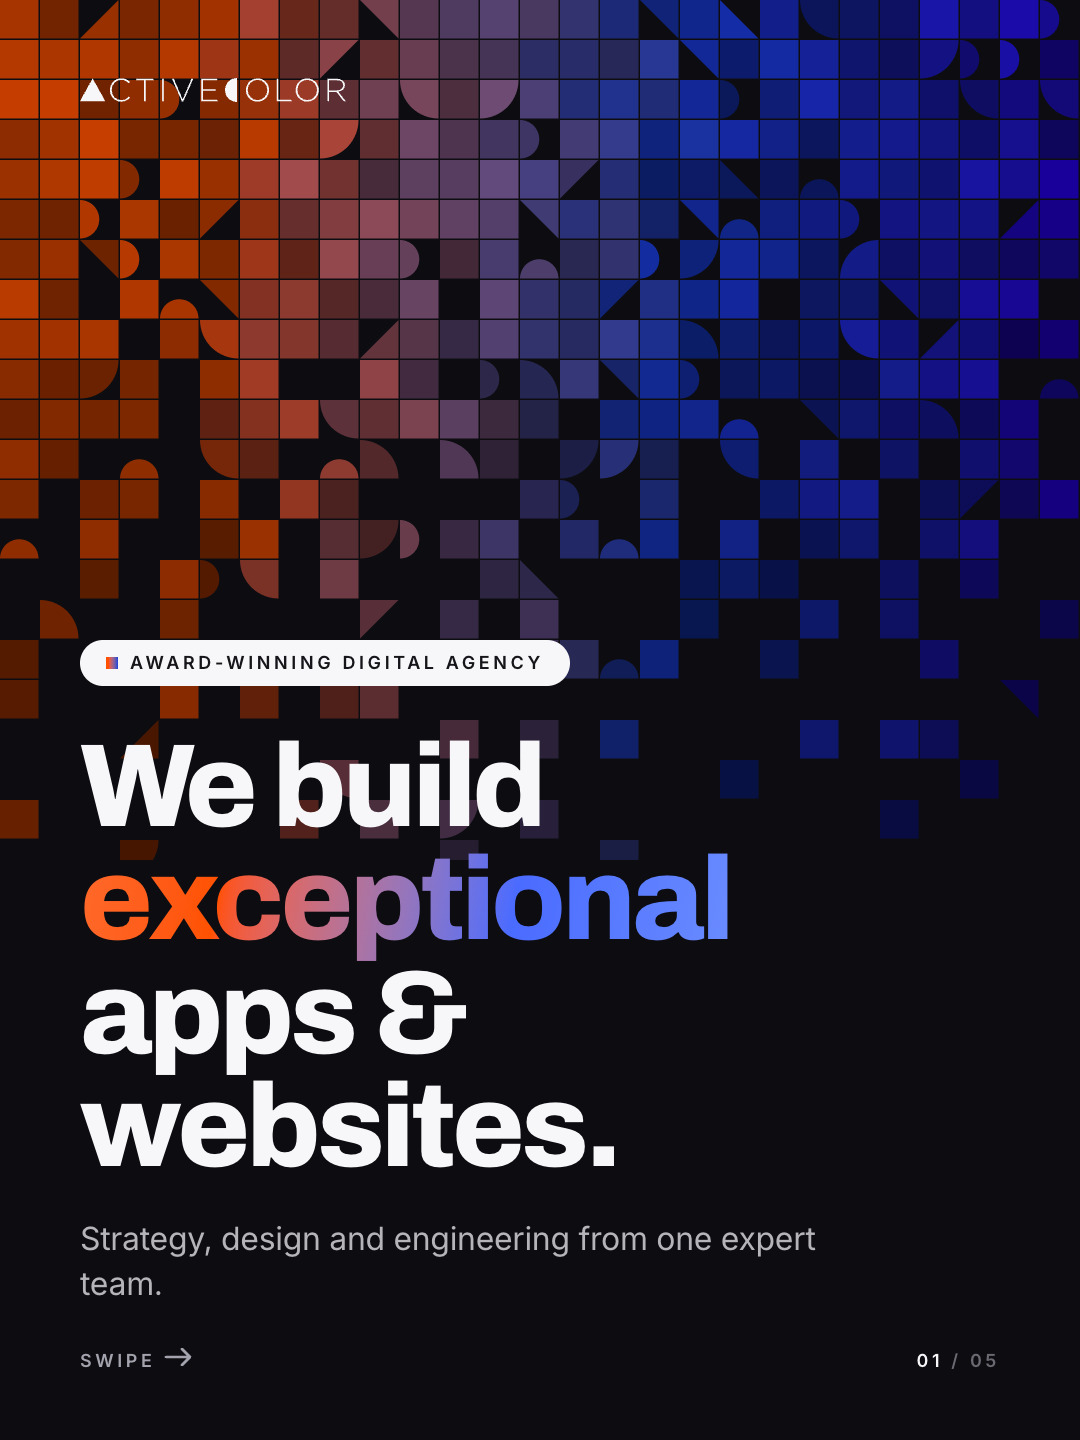 ACTIVECOLOR
AWARD-WINNING DIGITAL AGENCY
We build
exceptional
apps &
websites.
Strategy, design and engineering from one expert
team.
SWIPE →
01 / 05